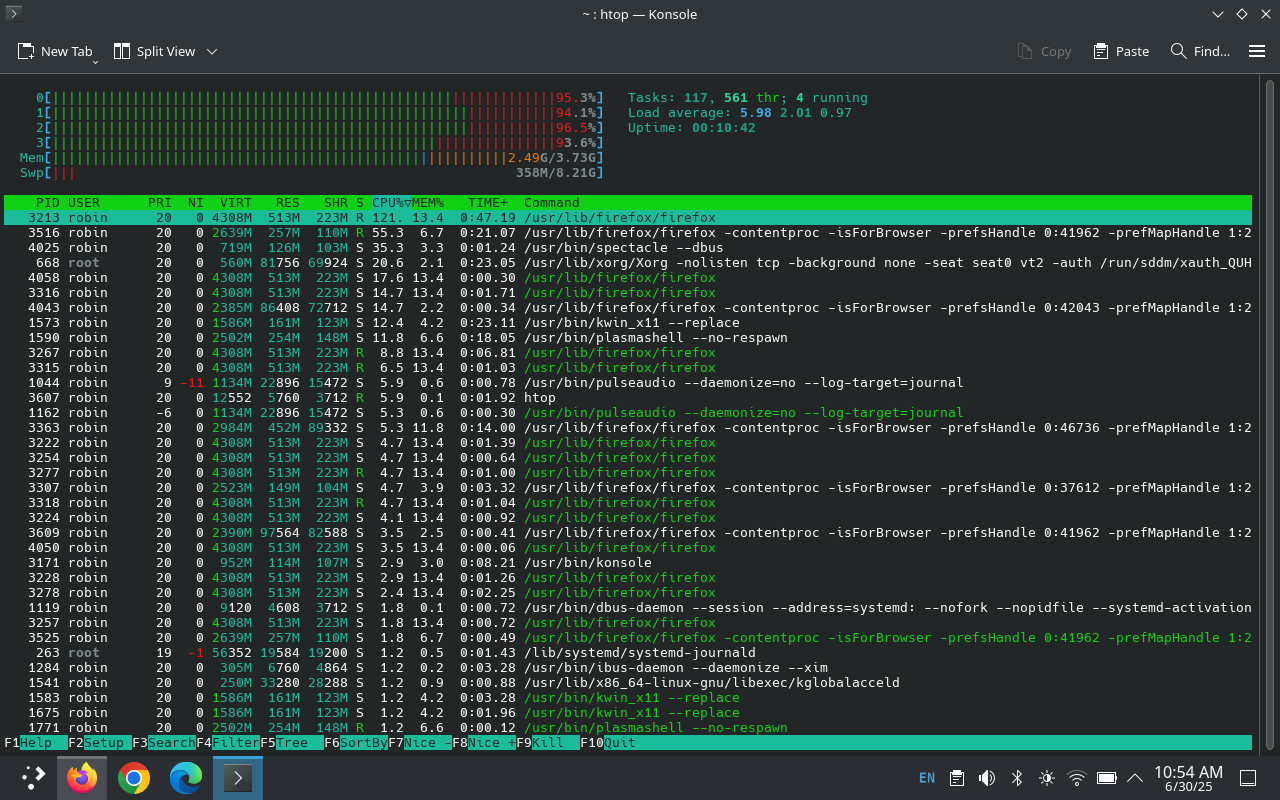 ~ : htop — Konsole
New Tab Split View Copy Paste Find...
0[||||||||||||||||||||||||||||||||||||||||||||||||||||||||||||||||95.3%] Tasks: 117, 561 thr; 4 running
1[||||||||||||||||||||||||||||||||||||||||||||||||||||||||||||||||94.1%] Load average: 5.98 2.01 0.97
2[||||||||||||||||||||||||||||||||||||||||||||||||||||||||||||||||96.5%] Uptime: 00:10:42
3[||||||||||||||||||||||||||||||||||||||||||||||||||||||||||||||||93.6%]
Mem[|||||||||||||||||||||||||||||||||||||||||||||||||||||||||2.49G/3.73G]
Swp[||| 358M/8.21G]
PID USER PRI NI VIRT RES SHR S CPU%▽MEM% TIME+ Command
3213 robin 20 0 4308M 513M 223M R 121. 13.4 0:47.19 /usr/lib/firefox/firefox
3516 robin 20 0 2639M 257M 110M R 55.3 6.7 0:21.07 /usr/lib/firefox/firefox -contentproc -isForBrowser -prefsHandle 0:41962 -prefMapHandle 1:2
4025 robin 20 0 719M 126M 103M S 35.3 3.3 0:01.24 /usr/bin/spectacle --dbus
668 root 20 0 560M 81756 69924 S 20.6 2.1 0:23.05 /usr/lib/xorg/Xorg -nolisten tcp -background none -seat seat0 vt2 -auth /run/sddm/xauth_QUH
4058 robin 20 0 4308M 513M 223M S 17.6 13.4 0:00.30 /usr/lib/firefox/firefox
3316 robin 20 0 4308M 513M 223M S 14.7 13.4 0:01.71 /usr/lib/firefox/firefox
4043 robin 20 0 2385M 86408 72712 S 14.7 2.2 0:00.34 /usr/lib/firefox/firefox -contentproc -isForBrowser -prefsHandle 0:42043 -prefMapHandle 1:2
1573 robin 20 0 1586M 161M 123M S 12.4 4.2 0:23.11 /usr/bin/kwin_x11 --replace
1590 robin 20 0 2502M 254M 148M S 11.8 6.6 0:18.05 /usr/bin/plasmashell --no-respawn
3267 robin 20 0 4308M 513M 223M R 8.8 13.4 0:06.81 /usr/lib/firefox/firefox
3315 robin 20 0 4308M 513M 223M R 6.5 13.4 0:01.03 /usr/lib/firefox/firefox
1044 robin 9 -11 1134M 22896 15472 S 5.9 0.6 0:00.78 /usr/bin/pulseaudio --daemonize=no --log-target=journal
3607 robin 20 0 12552 5760 3712 R 5.9 0.1 0:01.92 htop
1162 robin -6 0 1134M 22896 15472 S 5.3 0.6 0:00.30 /usr/bin/pulseaudio --daemonize=no --log-target=journal
3363 robin 20 0 2984M 452M 89332 S 5.3 11.8 0:14.00 /usr/lib/firefox/firefox -contentproc -isForBrowser -prefsHandle 0:46736 -prefMapHandle 1:2
3222 robin 20 0 4308M 513M 223M S 4.7 13.4 0:01.39 /usr/lib/firefox/firefox
3254 robin 20 0 4308M 513M 223M S 4.7 13.4 0:00.64 /usr/lib/firefox/firefox
3277 robin 20 0 4308M 513M 223M R 4.7 13.4 0:01.00 /usr/lib/firefox/firefox
3307 robin 20 0 2523M 149M 104M S 4.7 3.9 0:03.32 /usr/lib/firefox/firefox -contentproc -isForBrowser -prefsHandle 0:37612 -prefMapHandle 1:2
3318 robin 20 0 4308M 513M 223M R 4.7 13.4 0:01.04 /usr/lib/firefox/firefox
3224 robin 20 0 4308M 513M 223M S 4.1 13.4 0:00.92 /usr/lib/firefox/firefox
3609 robin 20 0 2390M 97564 82588 S 3.5 2.5 0:00.41 /usr/lib/firefox/firefox -contentproc -isForBrowser -prefsHandle 0:41962 -prefMapHandle 1:2
4050 robin 20 0 4308M 513M 223M S 3.5 13.4 0:00.06 /usr/lib/firefox/firefox
3171 robin 20 0 952M 114M 107M S 2.9 3.0 0:08.21 /usr/bin/konsole
3228 robin 20 0 4308M 513M 223M S 2.9 13.4 0:01.26 /usr/lib/firefox/firefox
3278 robin 20 0 4308M 513M 223M S 2.4 13.4 0:02.25 /usr/lib/firefox/firefox
1119 robin 20 0 9120 4608 3712 S 1.8 0.1 0:00.72 /usr/bin/dbus-daemon --session --address=systemd: --nofork --nopidfile --systemd-activation
3257 robin 20 0 4308M 513M 223M S 1.8 13.4 0:00.72 /usr/lib/firefox/firefox
3525 robin 20 0 2639M 257M 110M S 1.8 6.7 0:00.49 /usr/lib/firefox/firefox -contentproc -isForBrowser -prefsHandle 0:41962 -prefMapHandle 1:2
263 root 19 -1 56352 19584 19200 S 1.2 0.5 0:01.43 /lib/systemd/systemd-journald
1284 robin 20 0 305M 6760 4864 S 1.2 0.2 0:03.28 /usr/bin/ibus-daemon --daemonize --xim
1541 robin 20 0 250M 33280 28288 S 1.2 0.9 0:00.88 /usr/lib/x86_64-linux-gnu/libexec/kglobalacceld
1583 robin 20 0 1586M 161M 123M S 1.2 4.2 0:03.28 /usr/bin/kwin_x11 --replace
1675 robin 20 0 1586M 161M 123M S 1.2 4.2 0:01.96 /usr/bin/kwin_x11 --replace
1771 robin 20 0 2502M 254M 148M R 1.2 6.6 0:00.12 /usr/bin/plasmashell --no-respawn
F1Help F2Setup F3SearchF4FilterF5Tree F6SortByF7Nice -F8Nice +F9Kill F10Quit
EN 10:54 AM
6/30/25